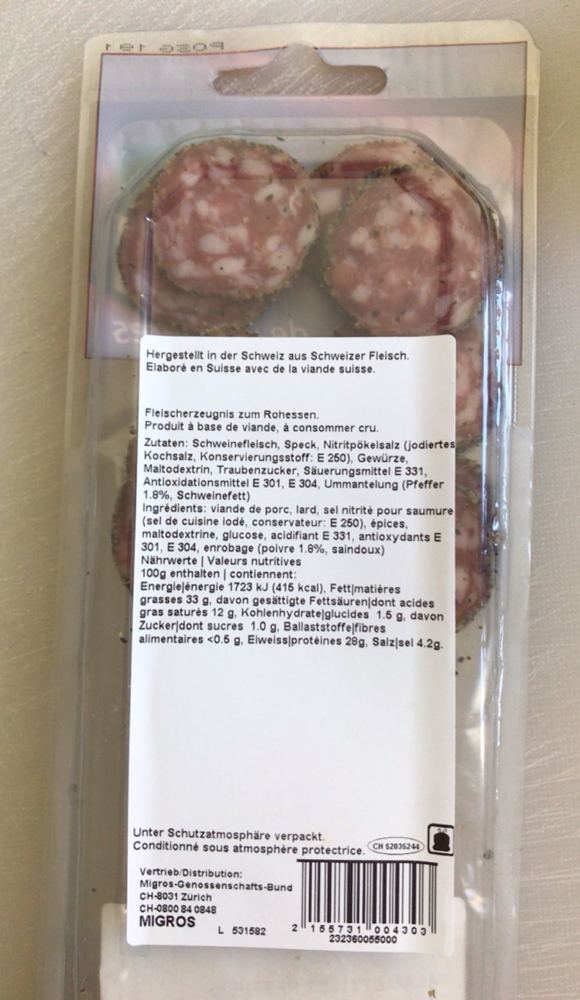 Hergestellt in der Schweiz aus Schweizer Fleisch.
Elaboré en Suisse avec de la viande suisse.
Fleischerzeugnis zum Rohessen.
Produit à base de viande, à consommer cru.
Zutaten: Schweinefleisch, Speck, Nitritpökelsalz (jodiertes
Kochsalz, Konservierungsstoff: E 250), Gewürze,
Maltodextrin, Traubenzucker, Säuerungsmittel E 331,
Antioxidationsmittel E 301, E 304, Ummantelung (Pfeffer
1.8%, Schweinefett)
Ingrédients: viande de porc, lard, sel nitrité pour saumure
(sel de cuisine iodé, conservateur: E 250), épices,
maltodextrine, glucose, acidifiant E 331, antioxydants E
301, E 304, enrobage (poivre 1.8%, saindoux)
Nährwerte | Valeurs nutritives
100g enthalten | contiennent:
Energie|énergie 1723 kJ (415 kcal), Fett|matières
grasses 33 g, davon gesättigte Fettsäuren|dont acides
gras saturés 12 g, Kohlenhydrate|glucides 1.5 g, davon
Zucker|dont sucres 1.0 g, Ballaststoffe|fibres
alimentaires <0.5 g, Eiweiss|protéines 28g, Salz|sel 4.2g.
Unter Schutzatmosphäre verpackt.
Conditionné sous atmosphère protectrice. CH 52035244
Vertrieb/Distribution:
Migros-Genossenschafts-Bund
CH-8031 Zürich
CH-0800 84 0848
MIGROS L 531582
2 155731 004303
232360055000